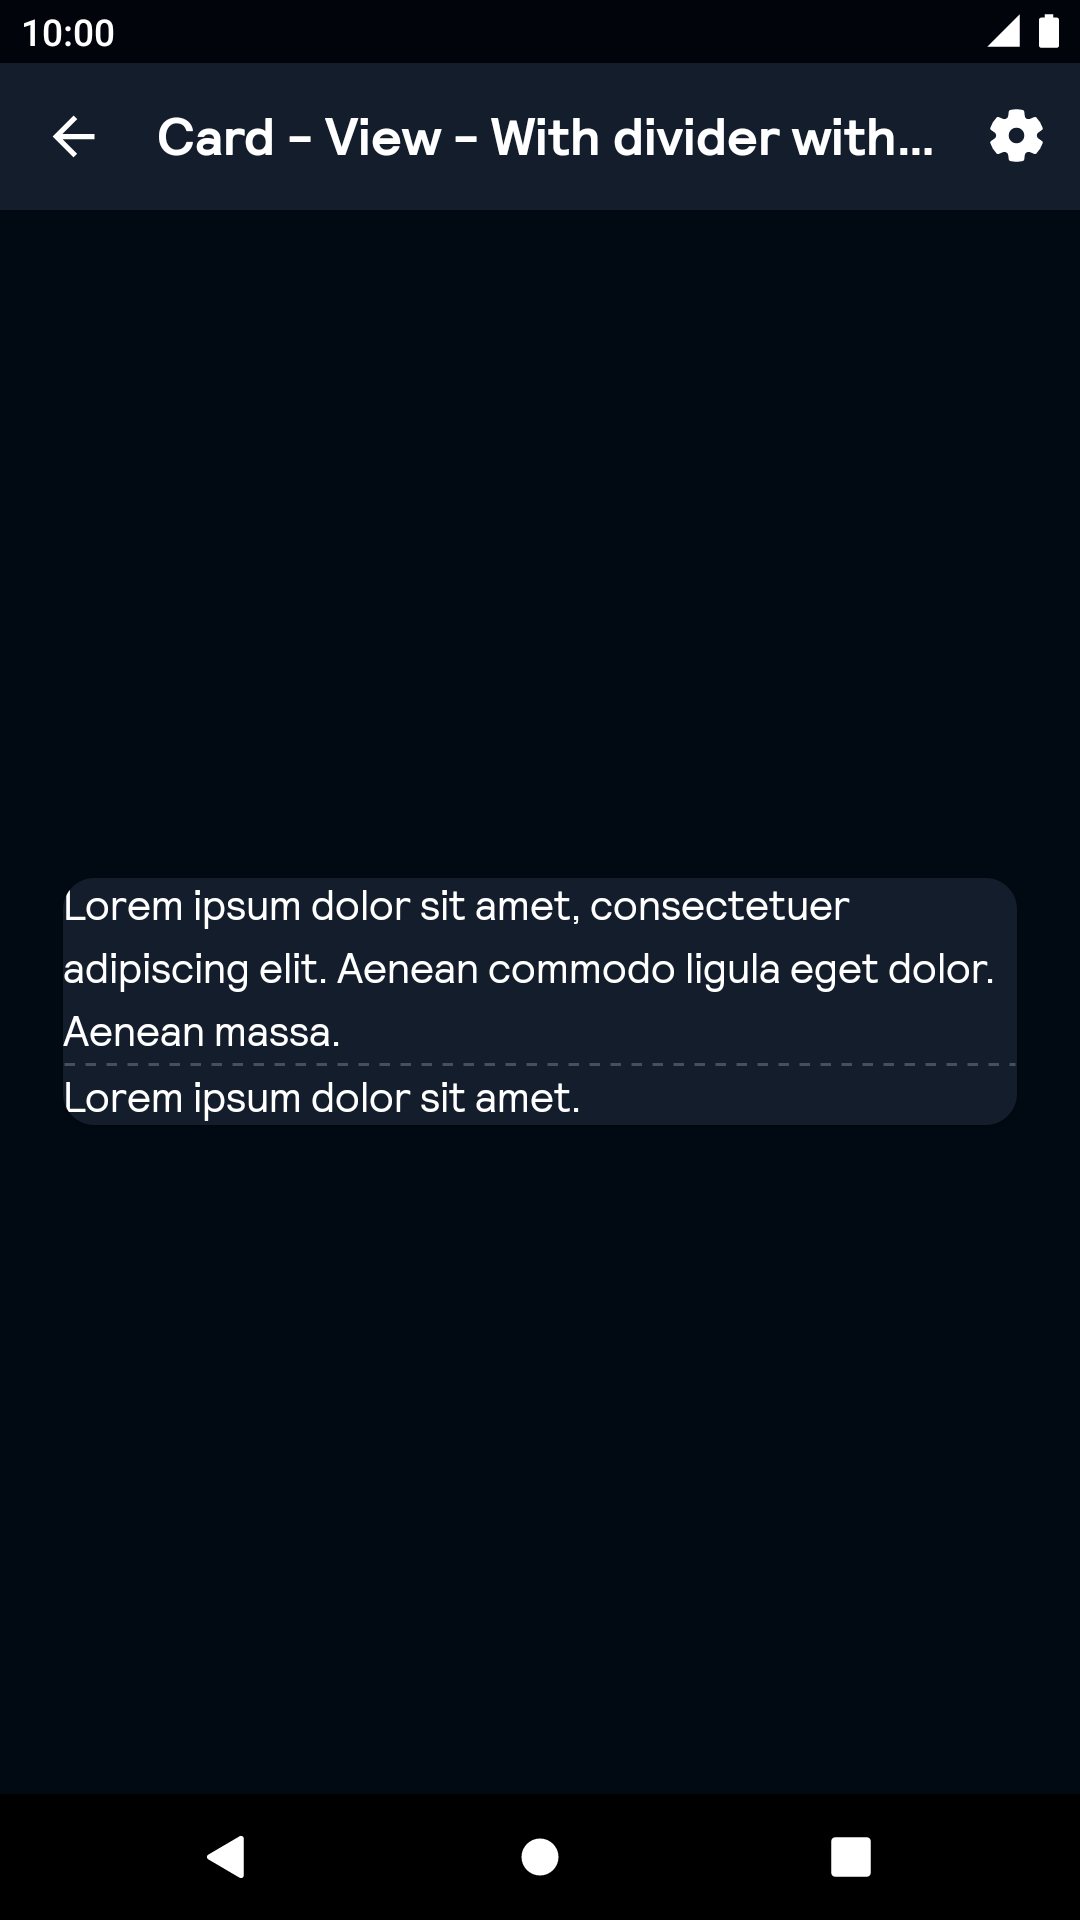 10:00
Card - View - With divider with...
Lorem ipsum dolor sit amet, consectetuer
adipiscing elit. Aenean commodo ligula eget dolor.
Aenean massa.
Lorem ipsum dolor sit amet.